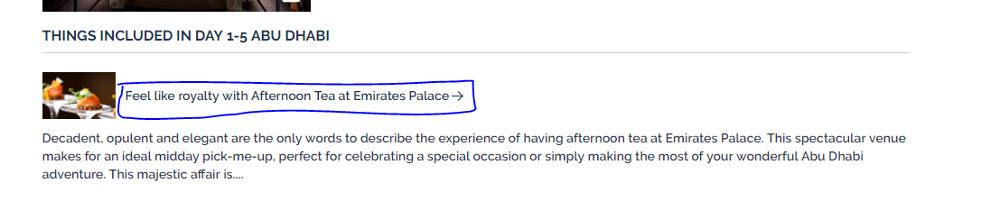 THINGS INCLUDED IN DAY 1-5 ABU DHABI
Feel like royalty with Afternoon Tea at Emirates Palace→
Decadent, opulent and elegant are the only words to describe the experience of having afternoon tea at Emirates Palace. This spectacular venue
makes for an ideal midday pick-me-up, perfect for celebrating a special occasion or simply making the most of your wonderful Abu Dhabi
adventure. This majestic affair is....